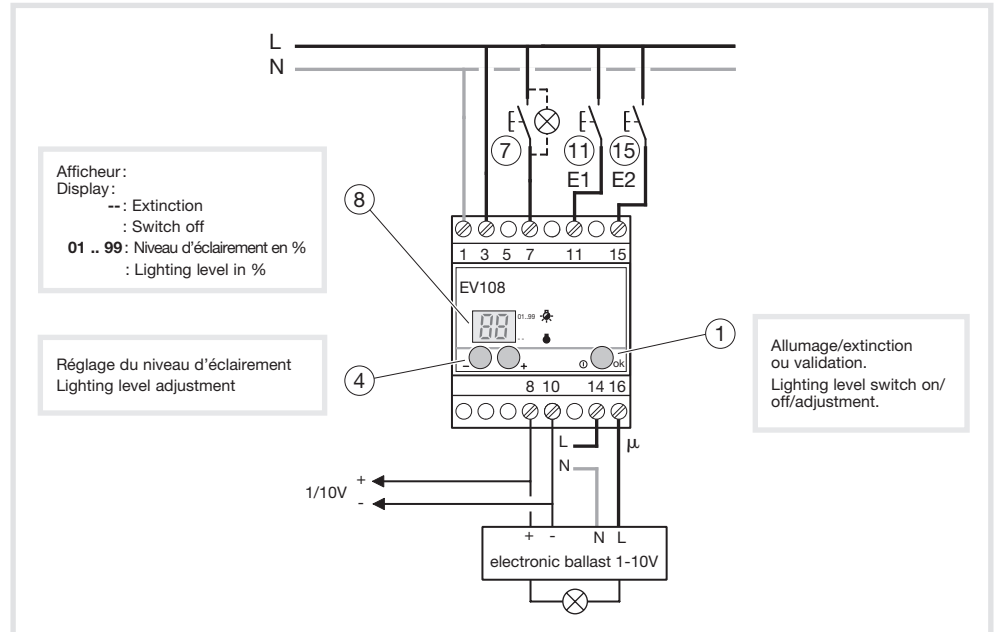 L
N
7
11
15
E1
E2
Afficheur:
Display:
--: Extinction
: Switch off
01 .. 99: Niveau d'éclairement en %
: Lighting level in %
8
1 3 5 7 11 15
EV108
88
01..99
--
Réglage du niveau d'éclairement
Lighting level adjustment
4
- +
ok
1
Allumage/extinction
ou validation.
Lighting level switch on/
off/adjustment.
8 10 14 16
L
μ
N
1/10V
+
-
+ - N L
electronic ballast 1-10V